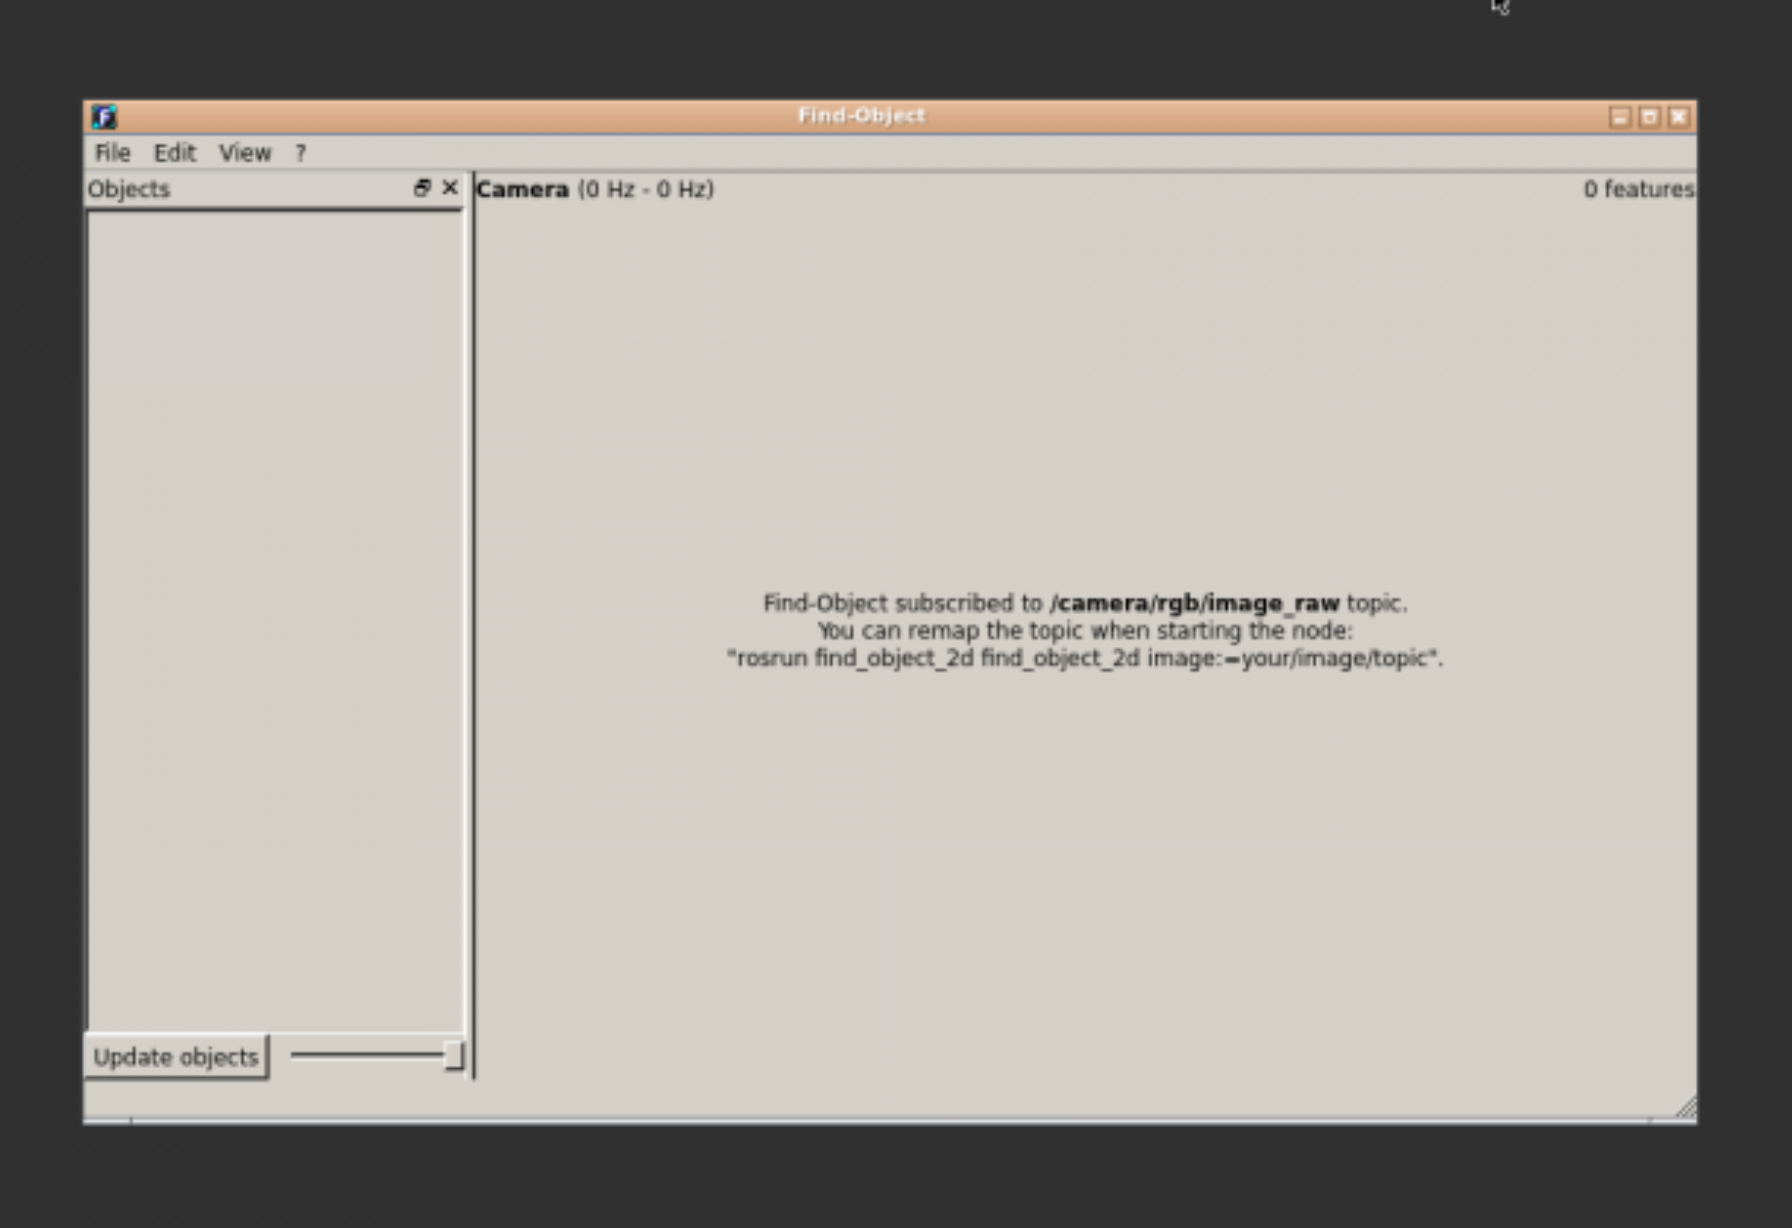 Find-Object
File Edit View ?
Objects
Camera (0 Hz - 0 Hz)
0 features
Find-Object subscribed to /camera/rgb/image_raw topic.
You can remap the topic when starting the node:
"rosrun find_object_2d find_object_2d image:=your/image/topic".
Update objects